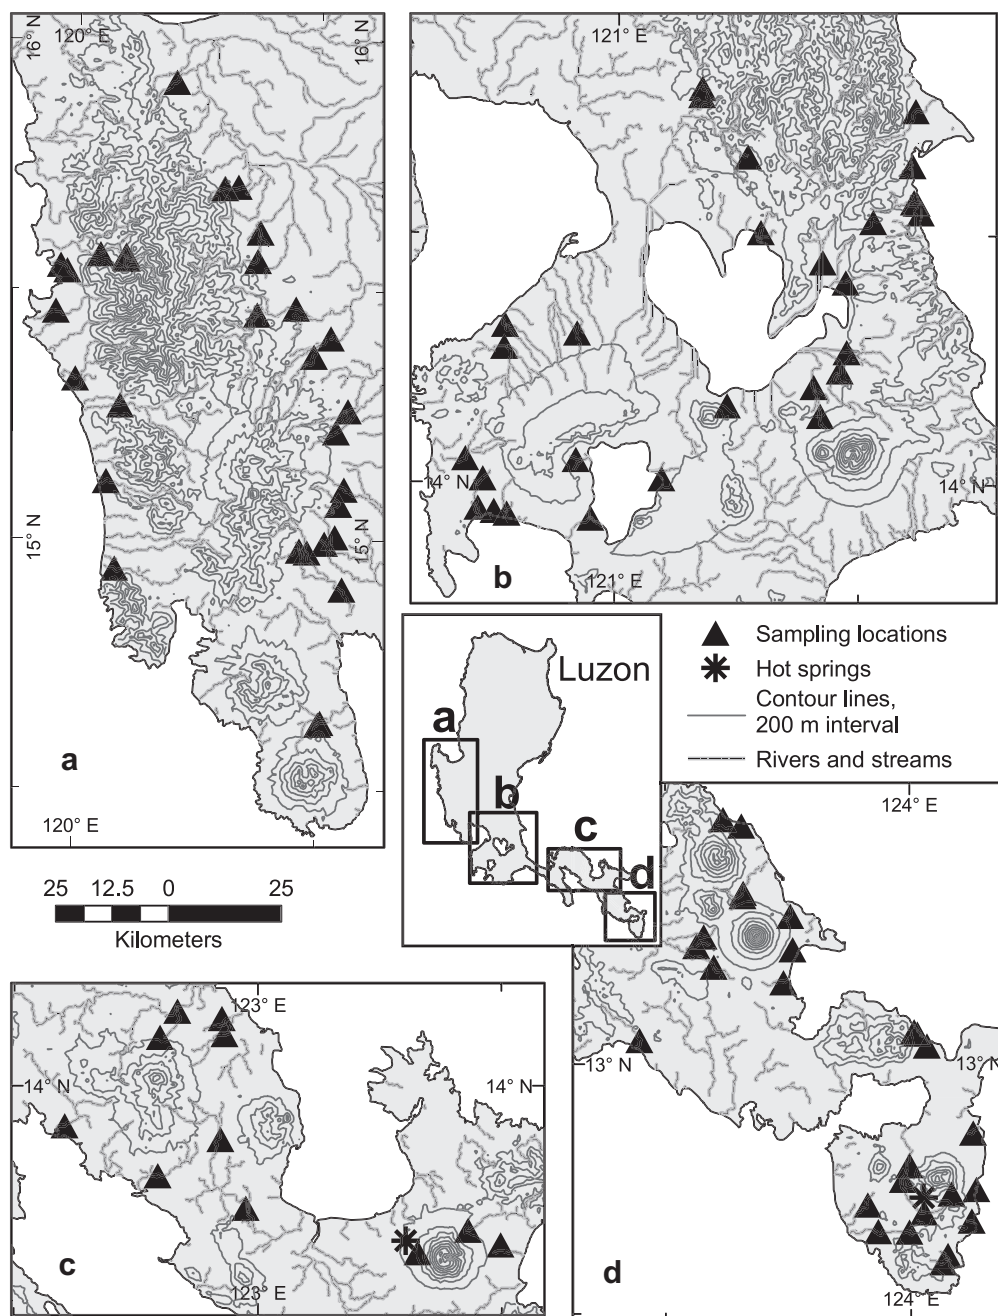 16° N
120° E
16° N
15° N
15° N
a
120° E
121° E
14° N
14° N
b
121° E
Luzon
a
b
c
d
Sampling locations
Hot springs
Contour lines,
200 m interval
Rivers and streams
25 12.5 0 25
Kilometers
123° E
14° N
14° N
c
123° E
124° E
13° N
13° N
d
124° E